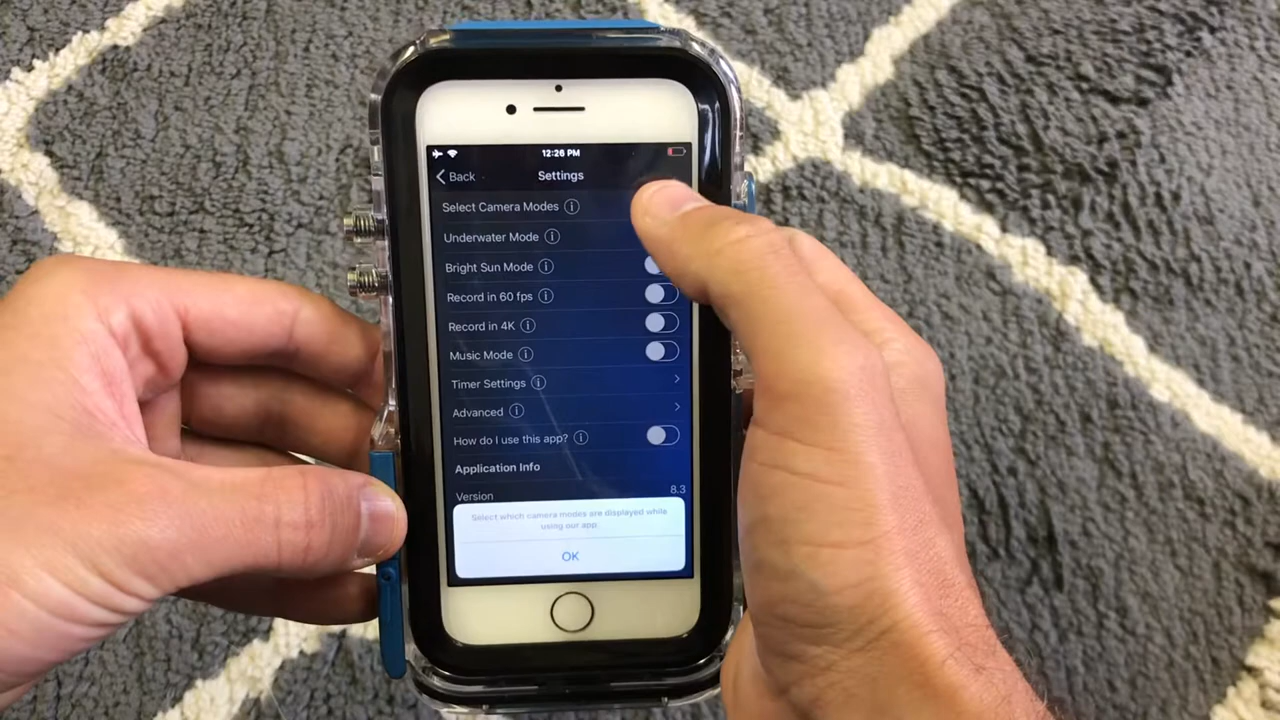 12:26 PM
Back
Settings
Select Camera Modes
Underwater Mode
Bright Sun Mode
Record in 60 fps
Record in 4K
Music Mode
Timer Settings
Advanced
How do I use this app?
Application Info
Version 8.3
Select which camera modes are displayed while
using our app
OK